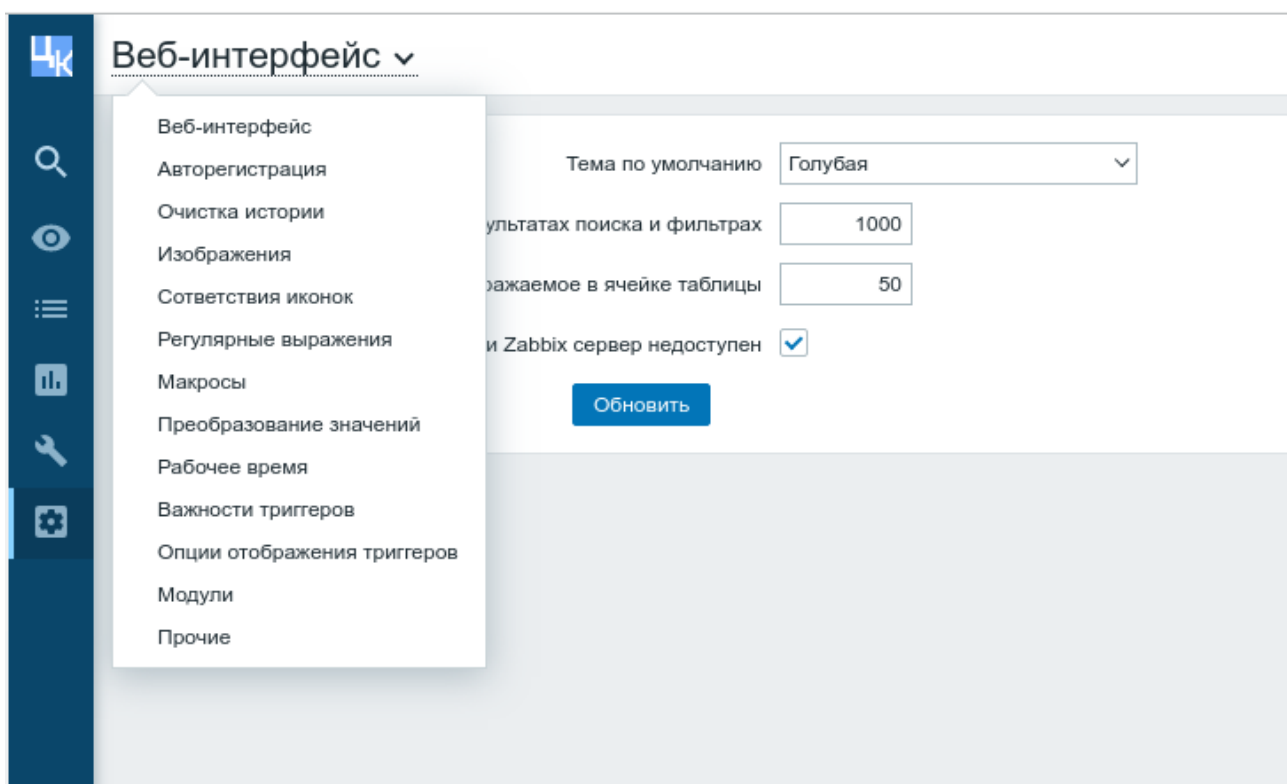 ЦК
Веб-интерфейс
Веб-интерфейс
Авторегистрация
Очистка истории
Изображения
Сответствия иконок
Регулярные выражения
Макросы
Преобразование значений
Рабочее время
Важности триггеров
Опции отображения триггеров
Модули
Прочие
Тема по умолчанию Голубая
поиска и фильтрах 1000
в ячейке таблицы 50
и Zabbix сервер недоступен
Обновить